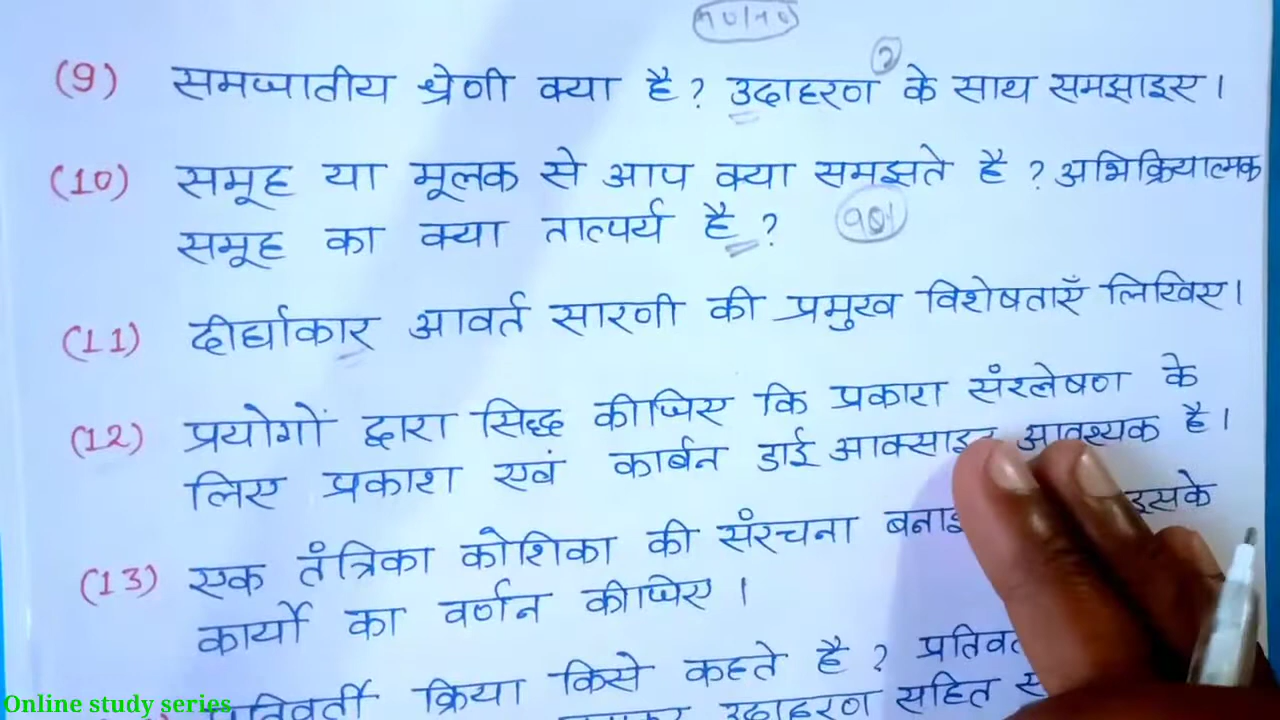 (9) समजातीय श्रेणी क्या है? उदाहरण के साथ समझाइए।
(10) समूह या मूलक से आप क्या समझते है? अभिक्रियात्मक
समूह का क्या तात्पर्य है?
(11) दीर्घाकार आवर्त सारणी की प्रमुख विशेषताएँ लिखिए।
(12) प्रयोगों द्वारा सिद्ध कीजिए कि प्रकाश संश्लेषण के
लिए प्रकाश एवं कार्बन डाई आक्साइड आवश्यक है।
(13) एक तंत्रिका कोशिका की संरचना इसके
कार्यों का वर्णन कीजिए।
क्रिया किसे कहते है?
उदाहरण सहित
Online study series